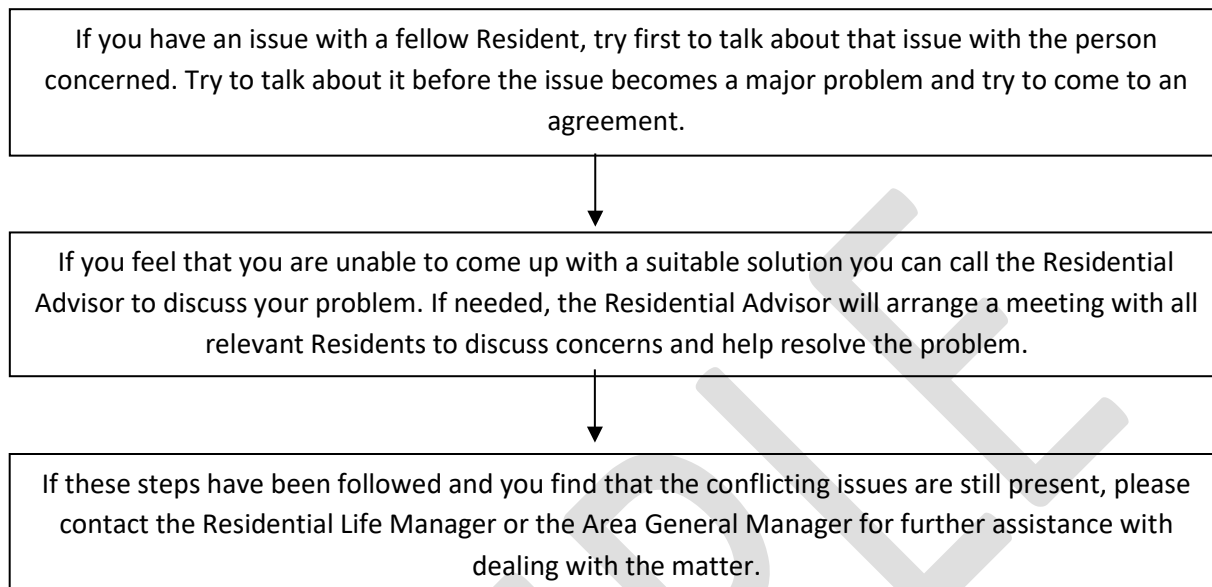 If you have an issue with a fellow Resident, try first to talk about that issue with the person
concerned. Try to talk about it before the issue becomes a major problem and try to come to an
agreement.
If you feel that you are unable to come up with a suitable solution you can call the Residential
Advisor to discuss your problem. If needed, the Residential Advisor will arrange a meeting with all
relevant Residents to discuss concerns and help resolve the problem.
If these steps have been followed and you find that the conflicting issues are still present, please
contact the Residential Life Manager or the Area General Manager for further assistance with
dealing with the matter.